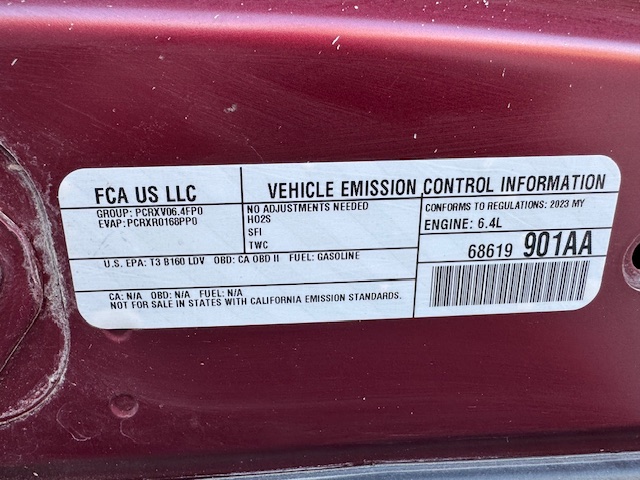 FCA US LLC
GROUP: PCRXV06.4FP0
EVAP: PCRXR0168PP0
VEHICLE EMISSION CONTROL INFORMATION
NO ADJUSTMENTS NEEDED
HO2S
SFI
TWC
CONFORMS TO REGULATIONS: 2023 MY
ENGINE: 6.4L
U.S. EPA: T3 B160 LDV OBD: CA OBD II FUEL: GASOLINE
68619 901AA
CA: N/A OBD: N/A FUEL: N/A
NOT FOR SALE IN STATES WITH CALIFORNIA EMISSION STANDARDS.